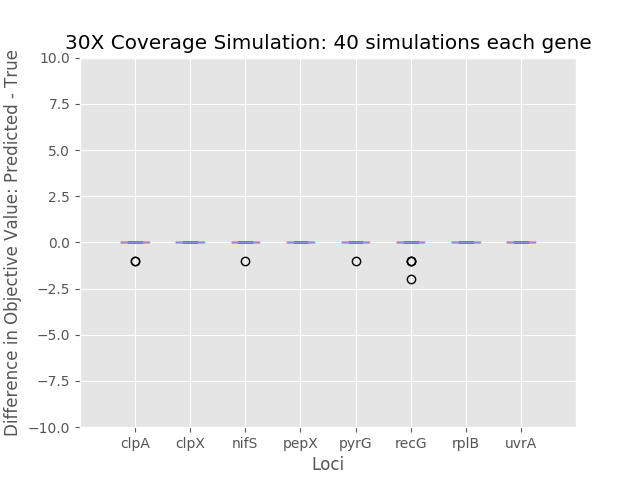 30X Coverage Simulation: 40 simulations each gene
Difference in Objective Value: Predicted - True
10.0
7.5
5.0
2.5
0.0
−2.5
−5.0
−7.5
−10.0
clpA clpX nifS pepX pyrG recG rplB uvrA
Loci